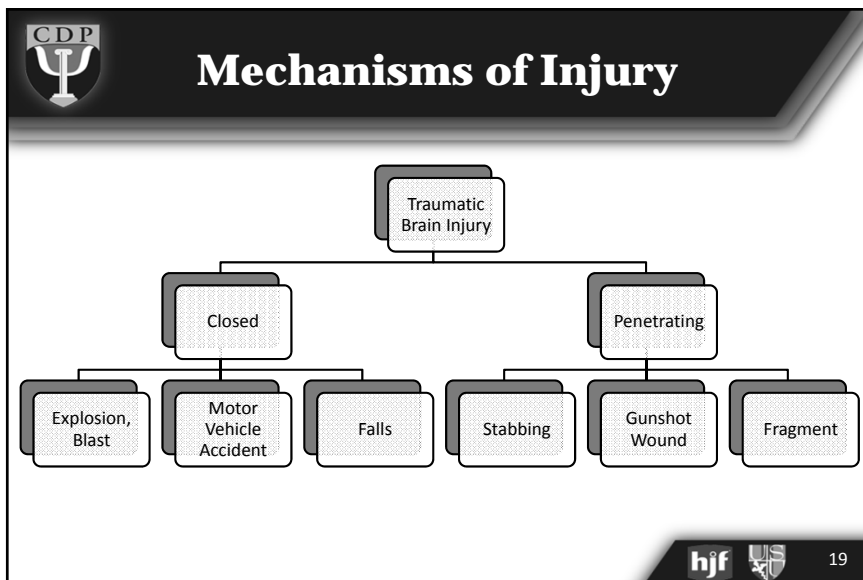 CDP
Mechanisms of Injury
Traumatic
Brain Injury
Closed
Penetrating
Explosion,
Blast
Motor
Vehicle
Accident
Falls
Stabbing
Gunshot
Wound
Fragment
hjf
US
U
19